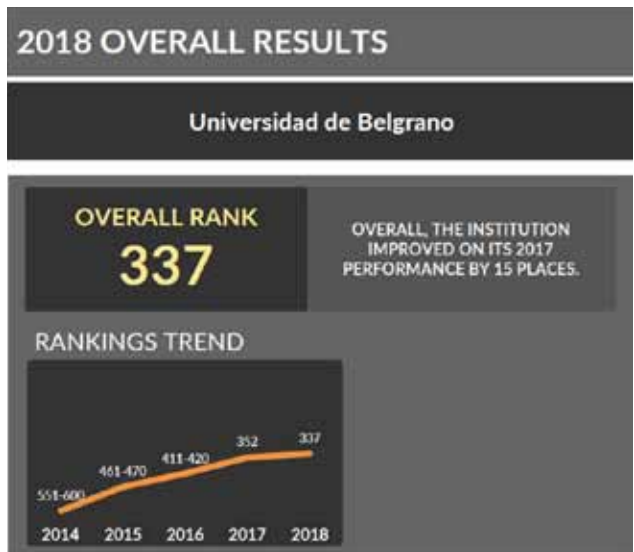 2018 OVERALL RESULTS
Universidad de Belgrano
OVERALL RANK
337
OVERALL, THE INSTITUTION
IMPROVED ON ITS 2017
PERFORMANCE BY 15 PLACES.
RANKINGS TREND
551-600
461-470
411-420
352
337
2014 2015 2016 2017 2018